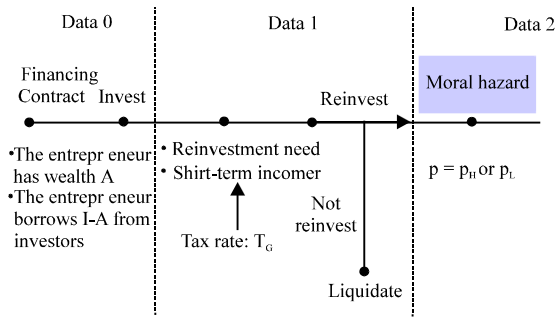 Data 0
Data 1
Data 2
Financing
Contract
Invest
Reinvest
Moral hazard
•The entrepr eneur
has wealth A
•The entrepr eneur
borrows I-A from
investors
• Reinvestment need
• Shirt-term incomer
Tax rate: T_G
Not
reinvest
Liquidate
p = p_H or p_L